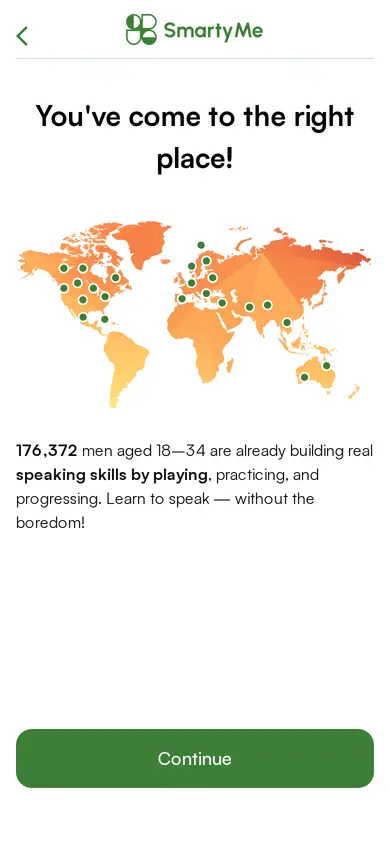 SmartyMe
You've come to the right
place!
176,372 men aged 18—34 are already building real
speaking skills by playing, practicing, and
progressing. Learn to speak — without the
boredom!
Continue